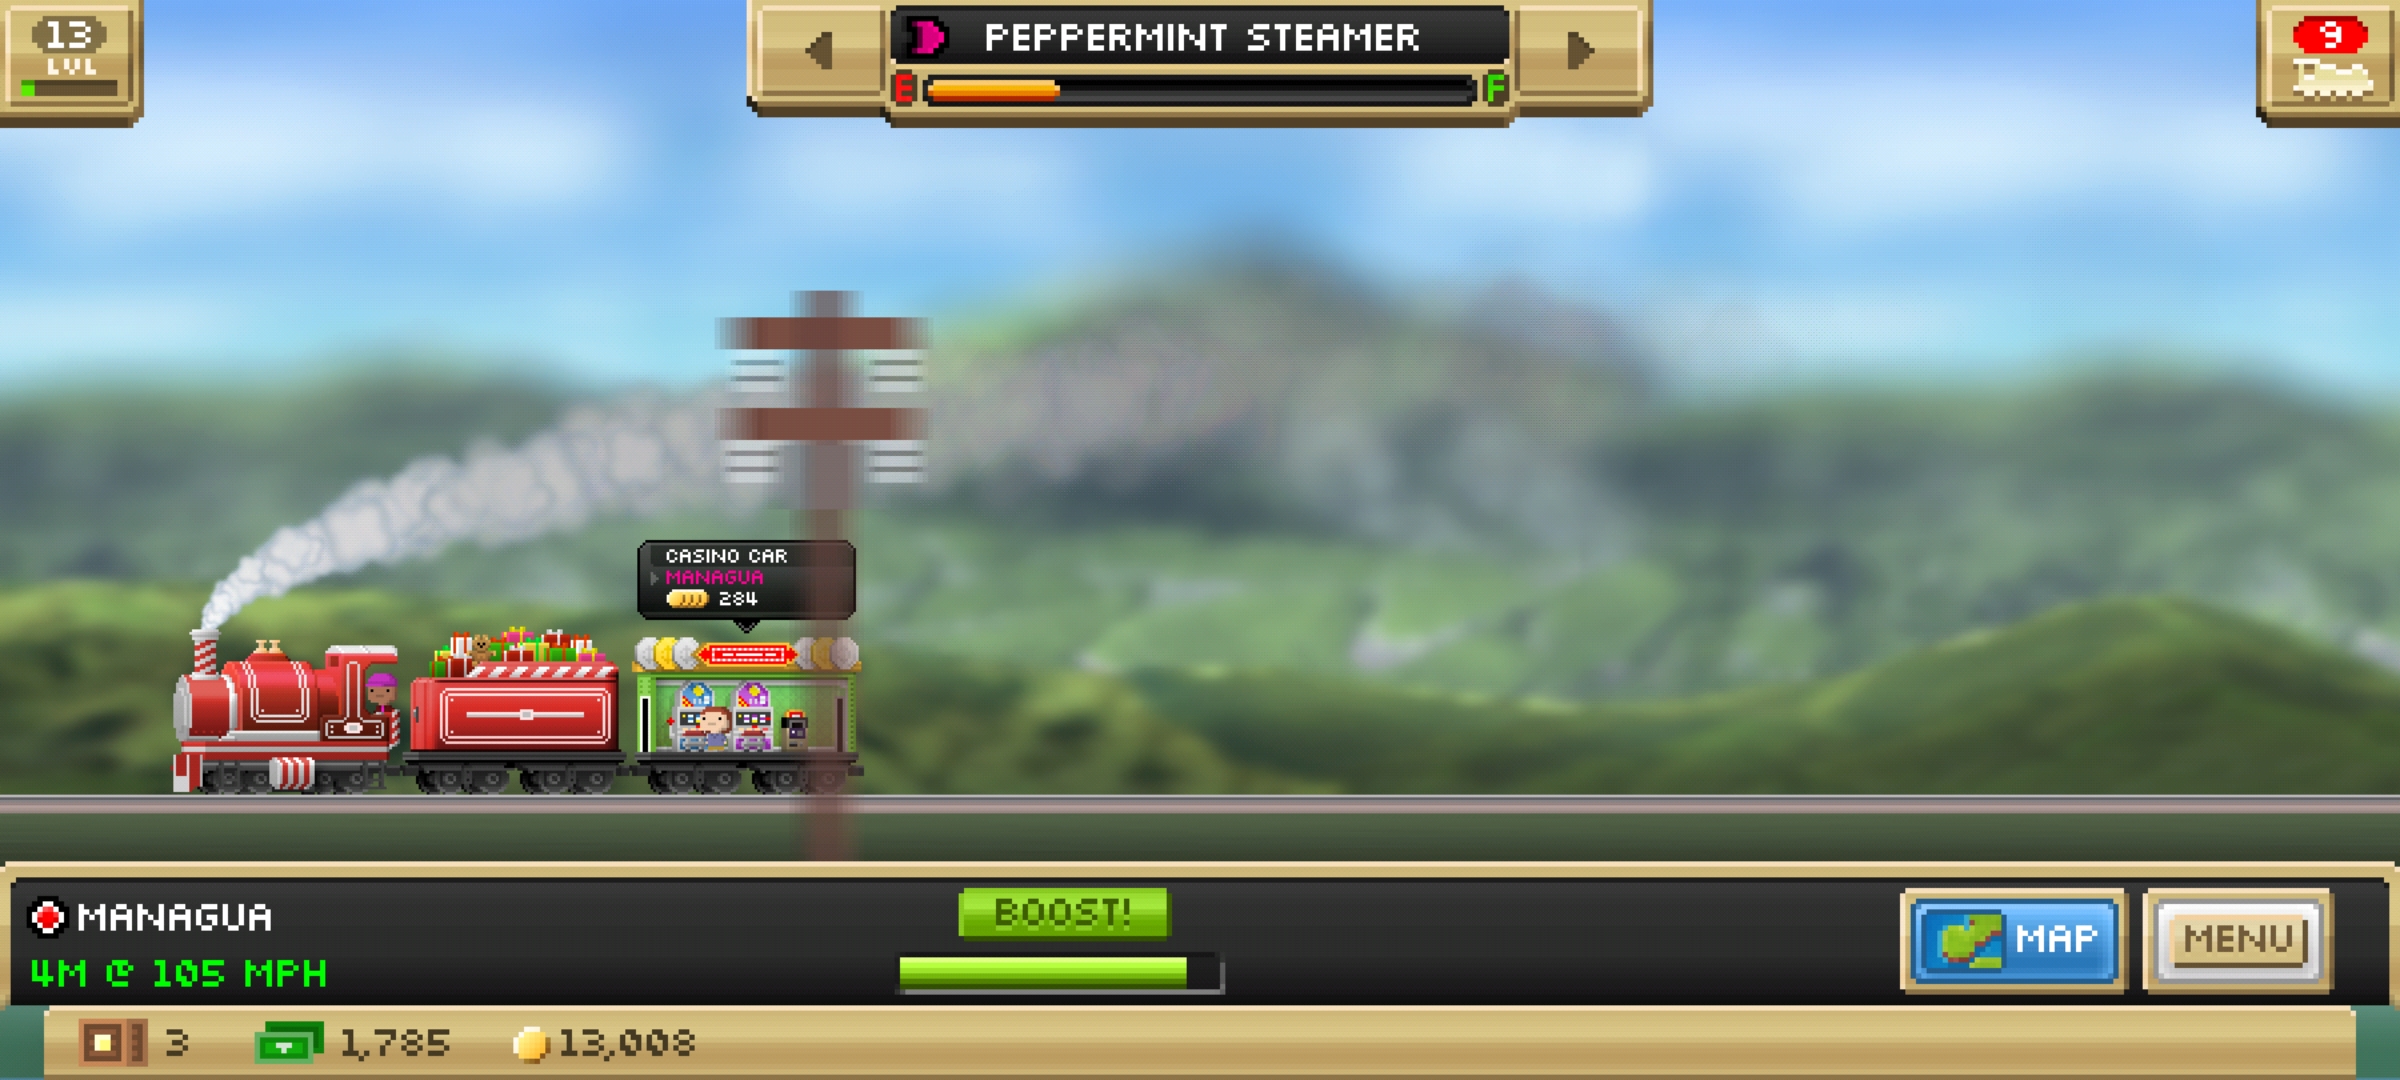 13
LVL
PEPPERMINT STEAMER
E F
9
CASINO CAR
MANAGUA
284
MANAGUA
4M @ 105 MPH
BOOST!
MAP
MENU
3
1,785
13,008